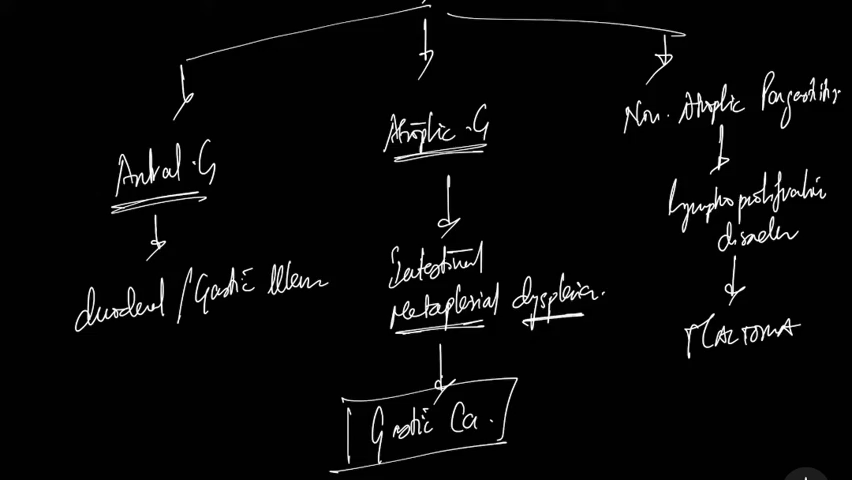 Antral . G
duodenal / Gastric Ulcer
Atrophic . G
Intestinal
Metaplasia / dysplasia.
Gastric Ca.
Non. Atrophic Pangastritis
Lymphoproliferative
disorder
MALTOMA